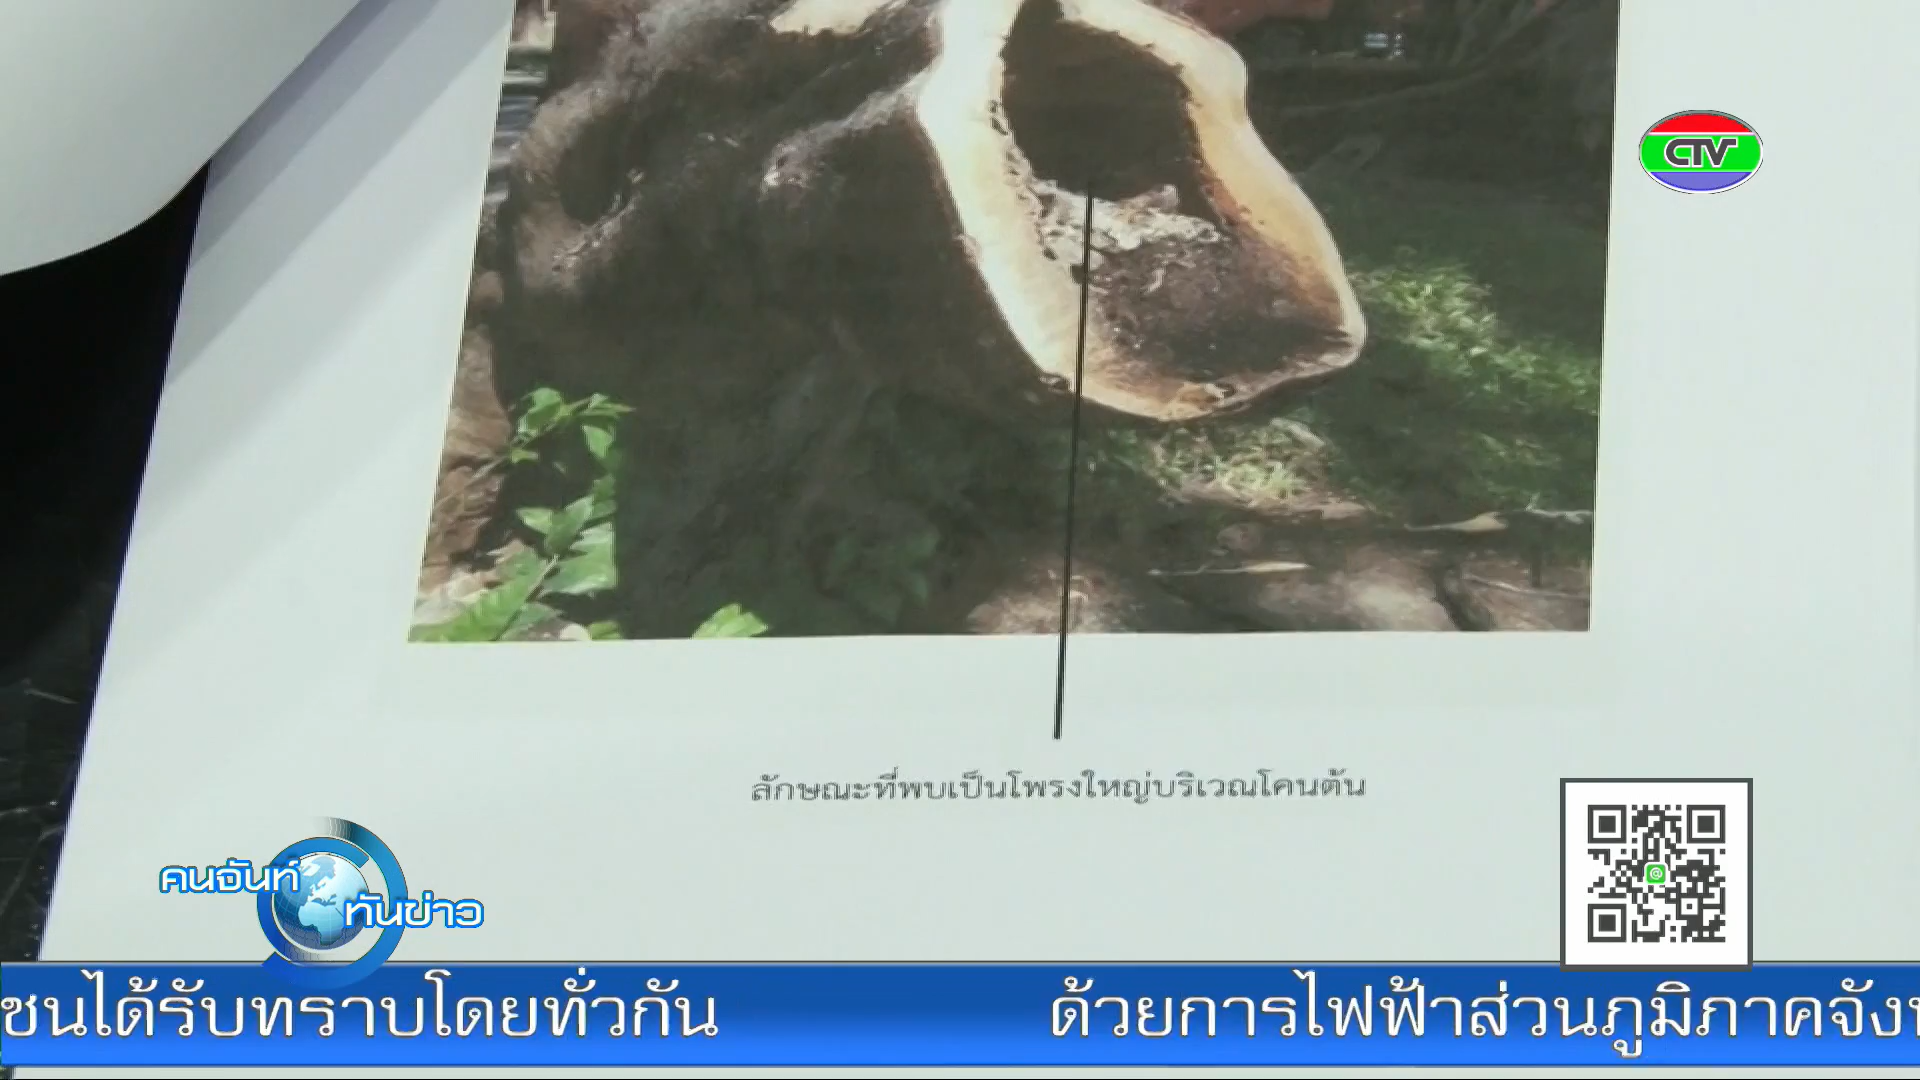 CTV
ลักษณะที่พบเป็นโพรงใหญ่บริเวณโคนต้น
คนจันท์
ทันข่าว
ชนได้รับทราบโดยทั่วกัน ด้วยการไฟฟ้าส่วนภูมิภาคจัง